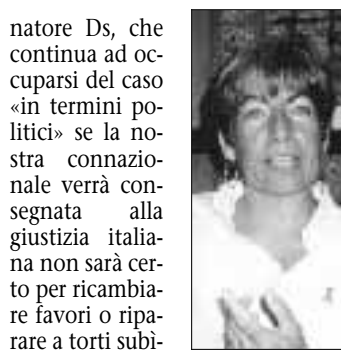 natore Ds, che
continua ad oc-
cuparsi del caso
«in termini po-
litici» se la no-
stra connazio-
nale verrà con-
segnata alla
giustizia italia-
na non sarà cer-
to per ricambia-
re favori o ripa-
rare a torti subì-